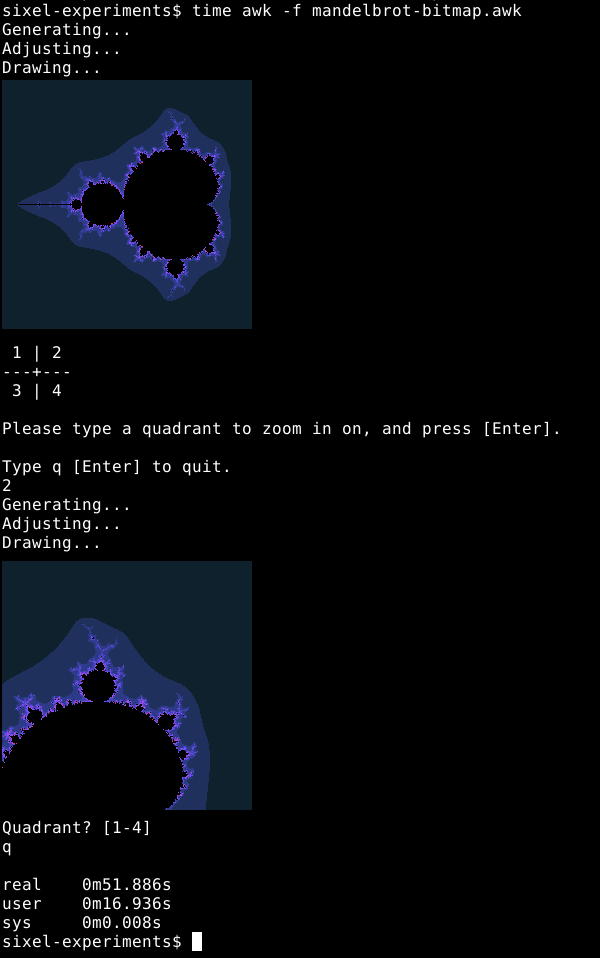 sixel-experiments$ time awk -f mandelbrot-bitmap.awk
Generating...
Adjusting...
Drawing...
1 | 2
---+---
3 | 4
Please type a quadrant to zoom in on, and press [Enter].
Type q [Enter] to quit.
2
Generating...
Adjusting...
Drawing...
Quadrant? [1-4]
q
real    0m51.886s
user    0m16.936s
sys     0m0.008s
sixel-experiments$